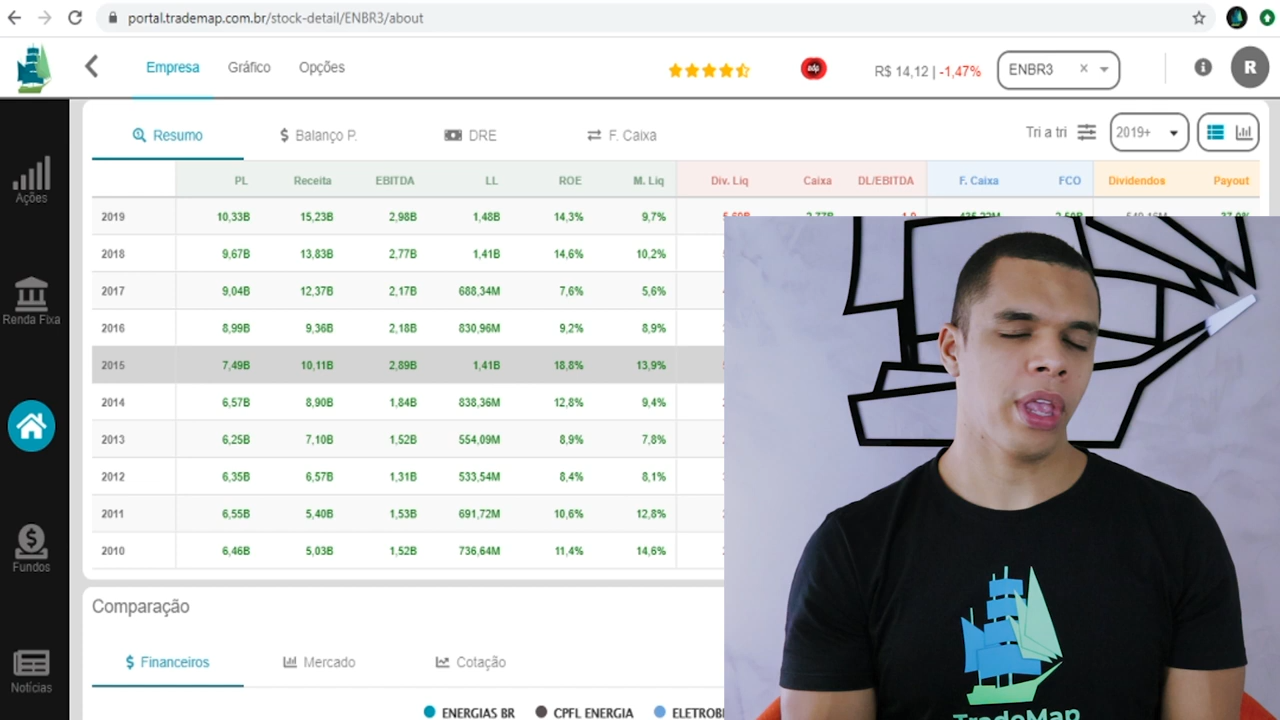 portal.trademap.com.br/stock-detail/ENBR3/about
Empresa Gráfico Opções edp R$ 14,12 | -1,47% ENBR3 × R
Resumo $ Balanço P. DRE F. Caixa Tri a tri 2019+
PL Receita EBITDA LL ROE M. Liq Div. Liq Caixa DL/EBITDA F. Caixa FCO Dividendos Payout
2019 10,33B 15,23B 2,98B 1,48B 14,3% 9,7%
2018 9,67B 13,83B 2,77B 1,41B 14,6% 10,2%
2017 9,04B 12,37B 2,17B 688,34M 7,6% 5,6%
2016 8,99B 9,36B 2,18B 830,96M 9,2% 8,9%
2015 7,49B 10,11B 2,89B 1,41B 18,8% 13,9%
2014 6,57B 8,90B 1,84B 838,36M 12,8% 9,4%
2013 6,25B 7,10B 1,52B 554,09M 8,9% 7,8%
2012 6,35B 6,57B 1,31B 533,54M 8,4% 8,1%
2011 6,55B 5,40B 1,53B 691,72M 10,6% 12,8%
2010 6,46B 5,03B 1,52B 736,64M 11,4% 14,6%
Ações
Renda Fixa
Fundos
Notícias
Comparação
$ Financeiros Mercado Cotação
ENERGIAS BR CPFL ENERGIA
TradeMap